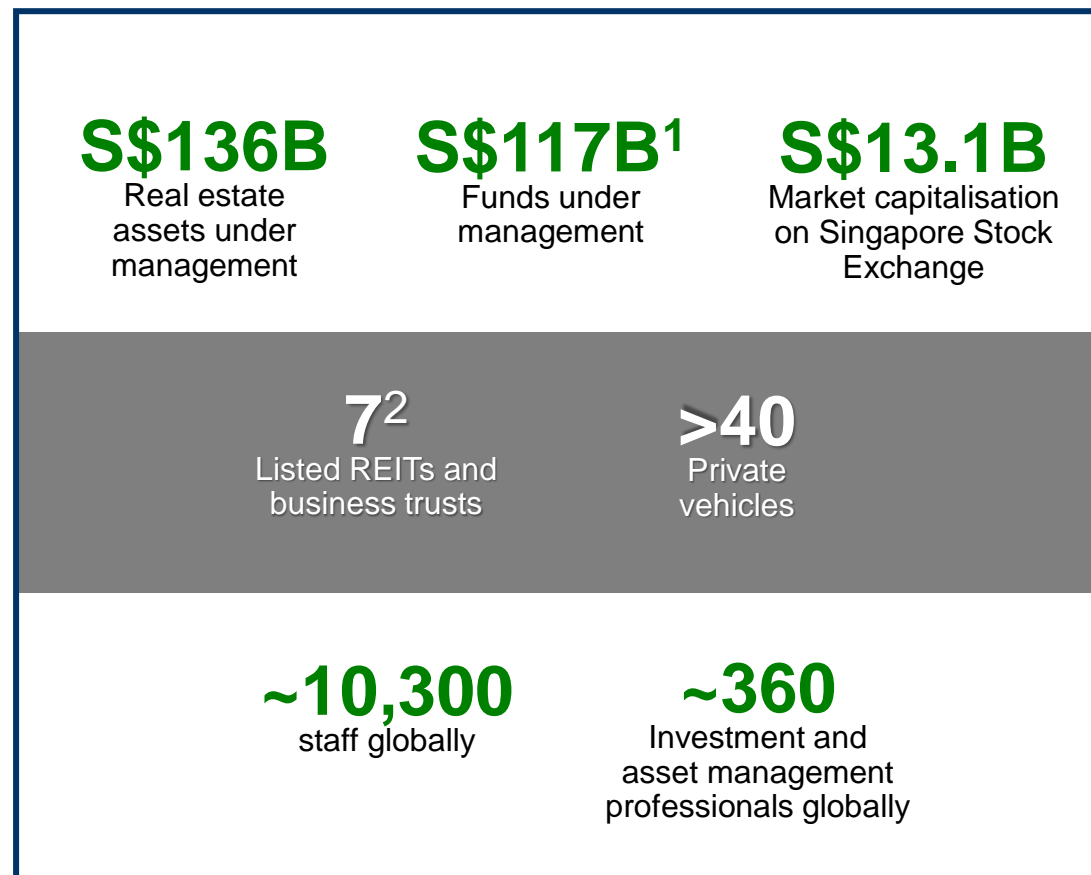 S$136B
Real estate
assets under
management
S$117B1
Funds under
management
S$13.1B
Market capitalisation
on Singapore Stock
Exchange
72
Listed REITs and
business trusts
>40
Private
vehicles
~10,300
staff globally
~360
Investment and
asset management
professionals globally